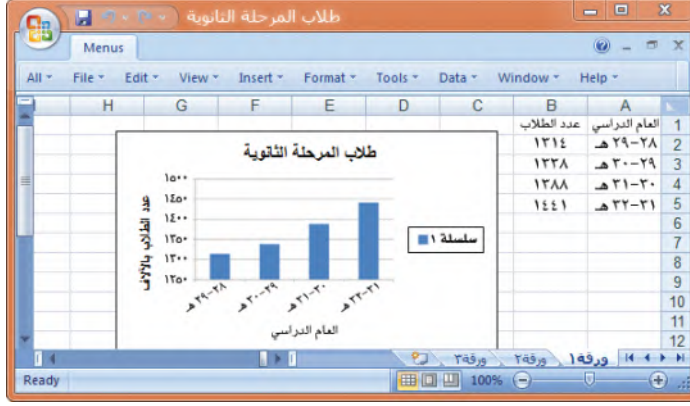 طلاب المرحلة الثانوية
Menus
All File Edit View Insert Format Tools Data Window Help
H G F E D C B A
1 العام الدراسي عدد الطلاب
2 ٢٨-٢٩ هـ ١٣١٤
3 ٢٩-٣٠ هـ ١٣٣٨
4 ٣٠-٣١ هـ ١٣٨٨
5 ٣١-٣٢ هـ ١٤٤١
6
7
8
9
10
11
12
طلاب المرحلة الثانوية
عدد الطلاب بالآلاف
١٥٠٠
١٤٥٠
١٤٠٠
١٣٥٠
١٣٠٠
١٢٥٠
٢٨-٢٩ هـ
٢٩-٣٠ هـ
٣٠-٣١ هـ
٣١-٣٢ هـ
العام الدراسي
سلسلة ١
ورقة١ ورقة٢ ورقة٣
Ready 100%